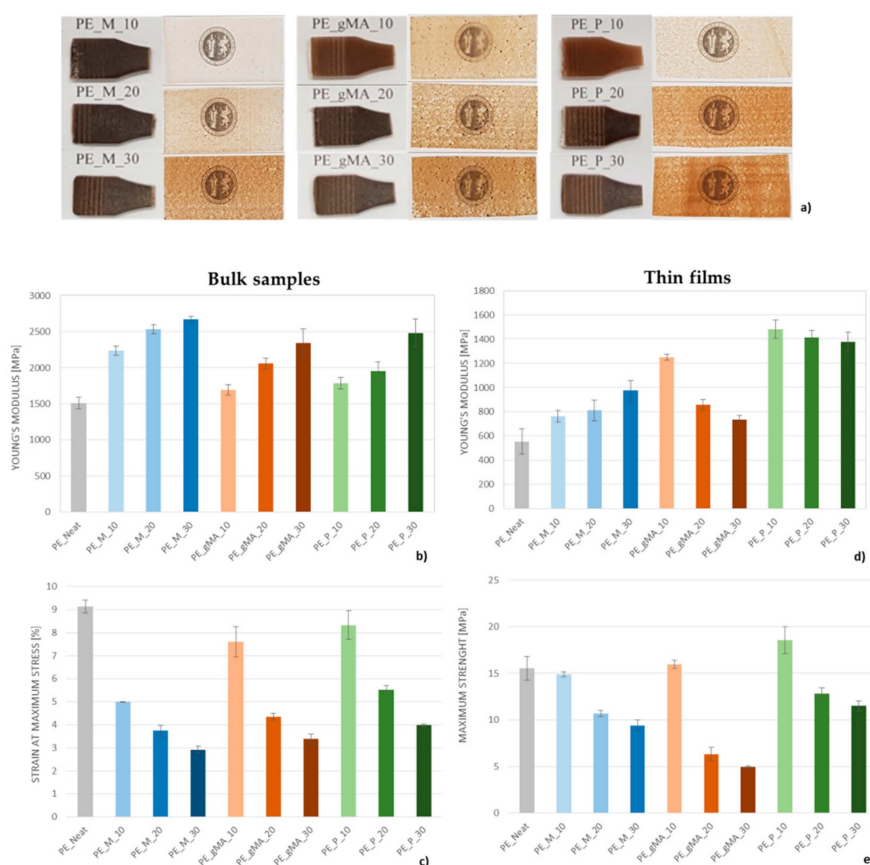 PE_M_10
PE_gMA_10
PE_P_10
PE_M_20
PE_gMA_20
PE_P_20
PE_M_30
PE_gMA_30
PE_P_30
a)
Bulk samples
YOUNG'S MODULUS [MPa]
3000
2500
2000
1500
1000
500
0
PE_Neat
PE_M_10
PE_M_20
PE_M_30
PE_gMA_10
PE_gMA_20
PE_gMA_30
PE_P_10
PE_P_20
PE_P_30
b)
Thin films
YOUNG'S MODULUS [MPa]
1800
1600
1400
1200
1000
800
600
400
200
0
PE_Neat
PE_M_10
PE_M_20
PE_M_30
PE_gMA_10
PE_gMA_20
PE_gMA_30
PE_P_10
PE_P_20
PE_P_30
d)
STRAIN AT MAXIMUM STRESS [%]
10
9
8
7
6
5
4
3
2
1
0
PE_Neat
PE_M_10
PE_M_20
PE_M_30
PE_gMA_10
PE_gMA_20
PE_gMA_30
PE_P_10
PE_P_20
PE_P_30
c)
MAXIMUM STRENGHT [MPa]
25
20
15
10
5
0
PE_Neat
PE_M_10
PE_M_20
PE_M_30
PE_gMA_10
PE_gMA_20
PE_gMA_30
PE_P_10
PE_P_20
PE_P_30
e